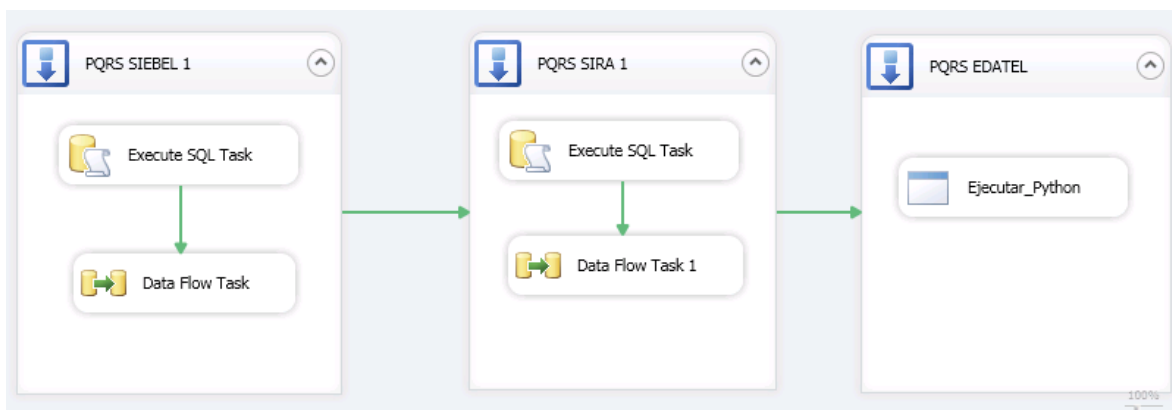 PQRS SIEBEL 1
Execute SQL Task
Data Flow Task
PQRS SIRA 1
Execute SQL Task
Data Flow Task 1
PQRS EDATEL
Ejecutar_Python
100%